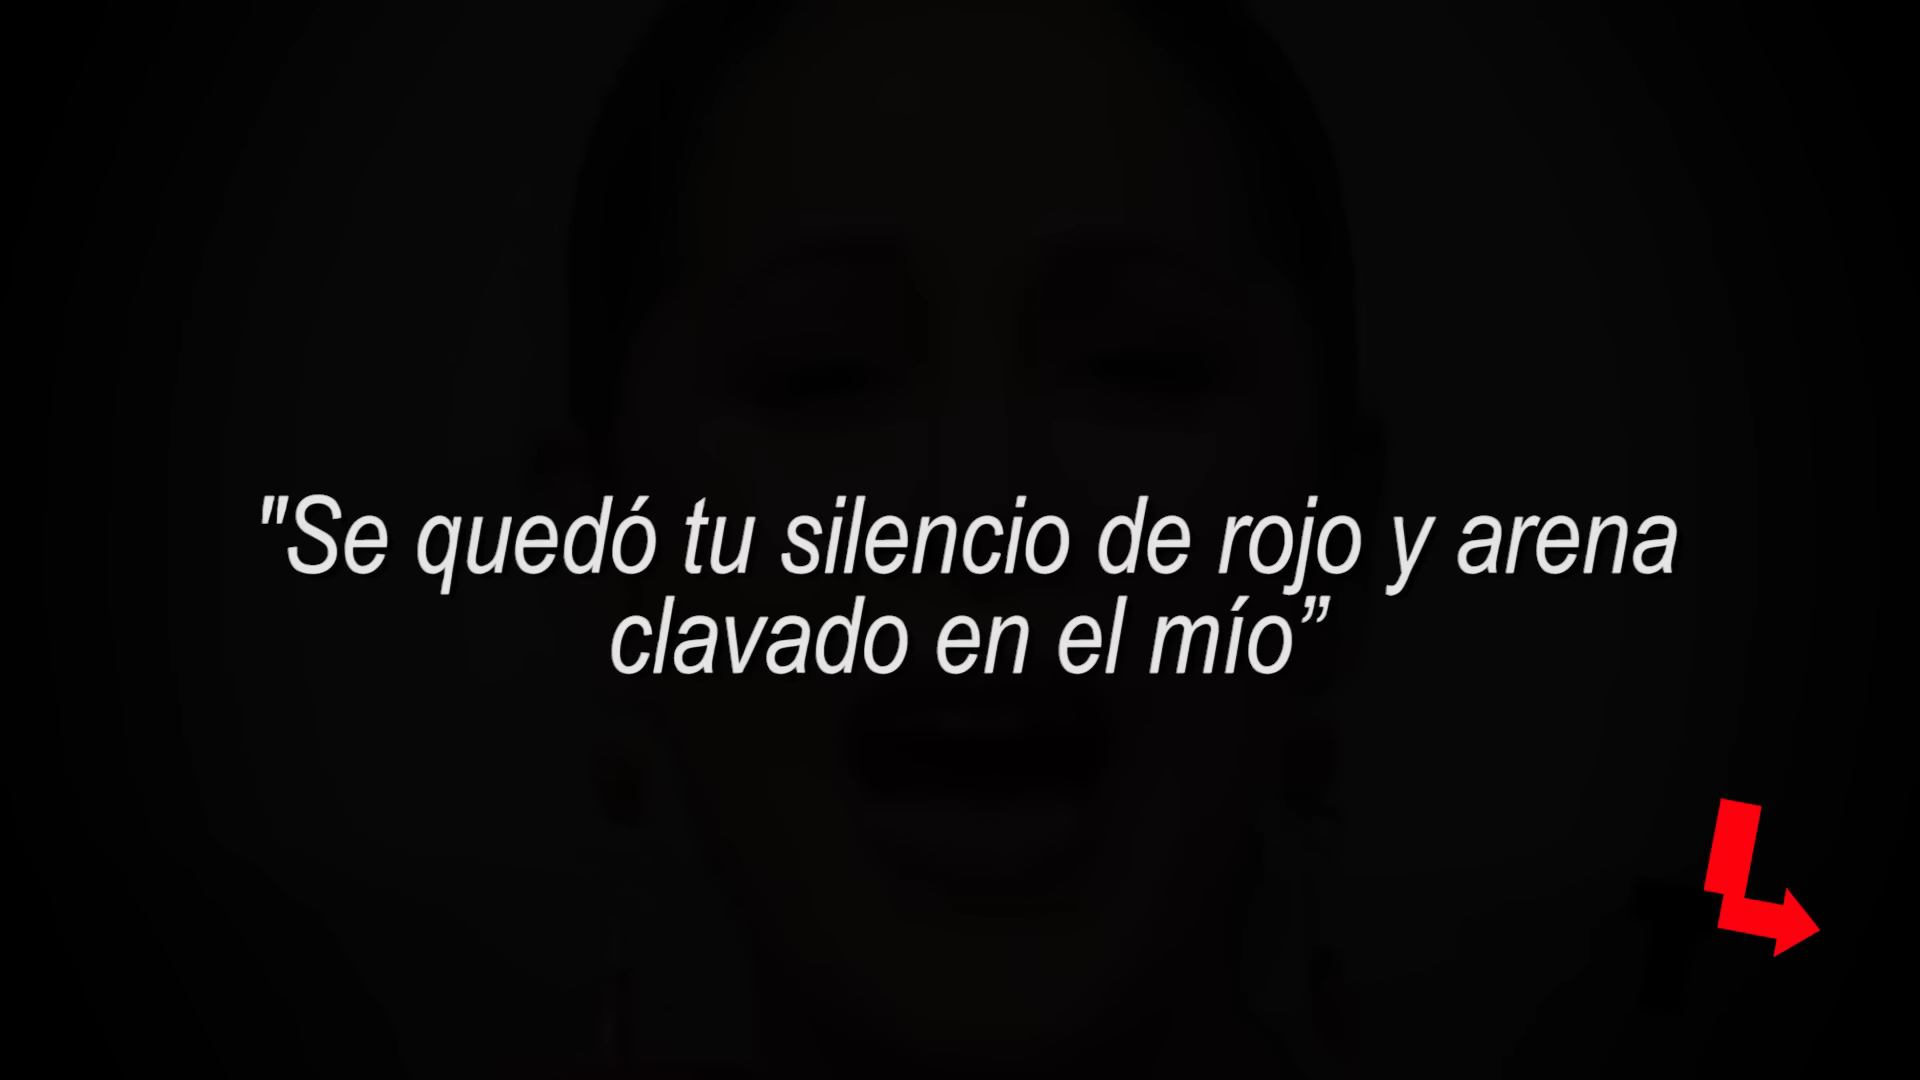 "Se quedó tu silencio de rojo y arena
clavado en el mío”